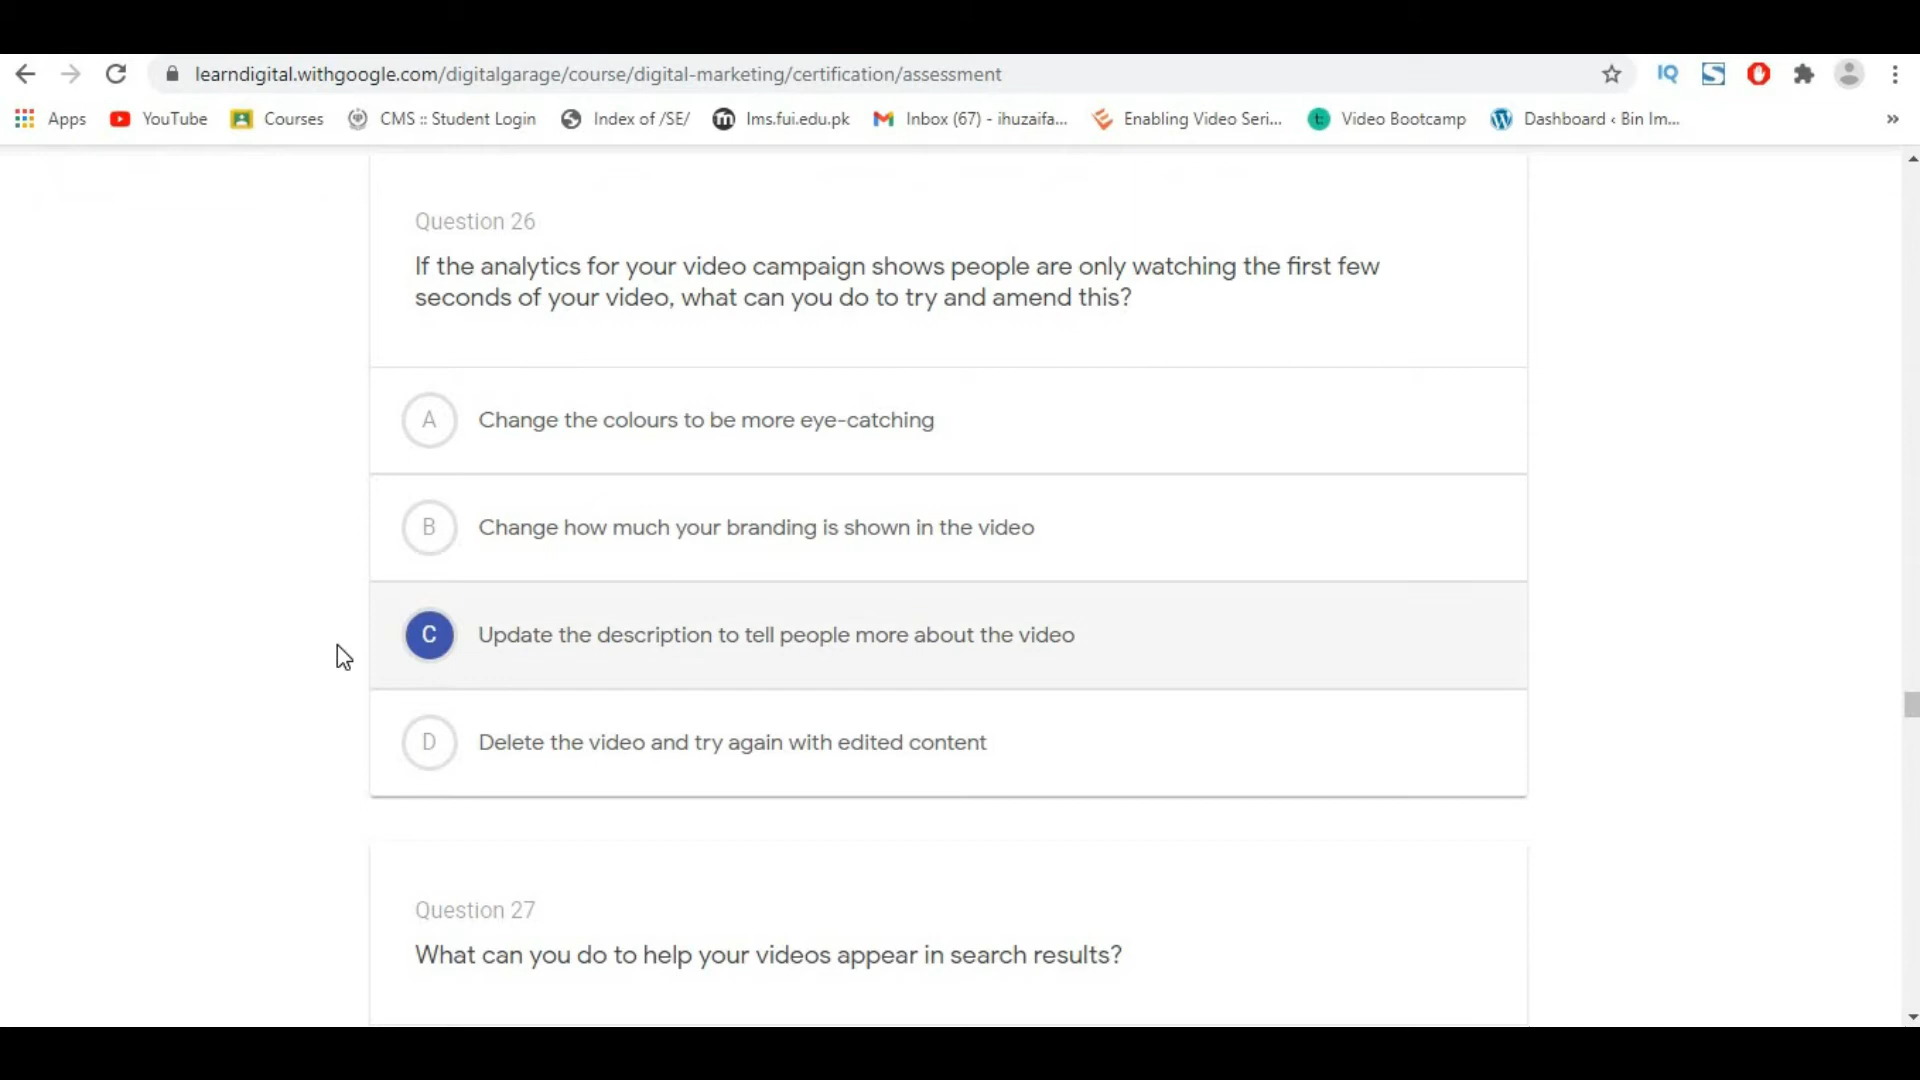 learndigital.withgoogle.com/digitalgarage/course/digital-marketing/certification/assessment
IQ
Apps YouTube Courses CMS :: Student Login Index of /SE/ lms.fui.edu.pk Inbox (67) - ihuzaifa... Enabling Video Seri... Video Bootcamp Dashboard ‹ Bin Im... »
Question 26
If the analytics for your video campaign shows people are only watching the first few
seconds of your video, what can you do to try and amend this?
A Change the colours to be more eye-catching
B Change how much your branding is shown in the video
C Update the description to tell people more about the video
D Delete the video and try again with edited content
Question 27
What can you do to help your videos appear in search results?